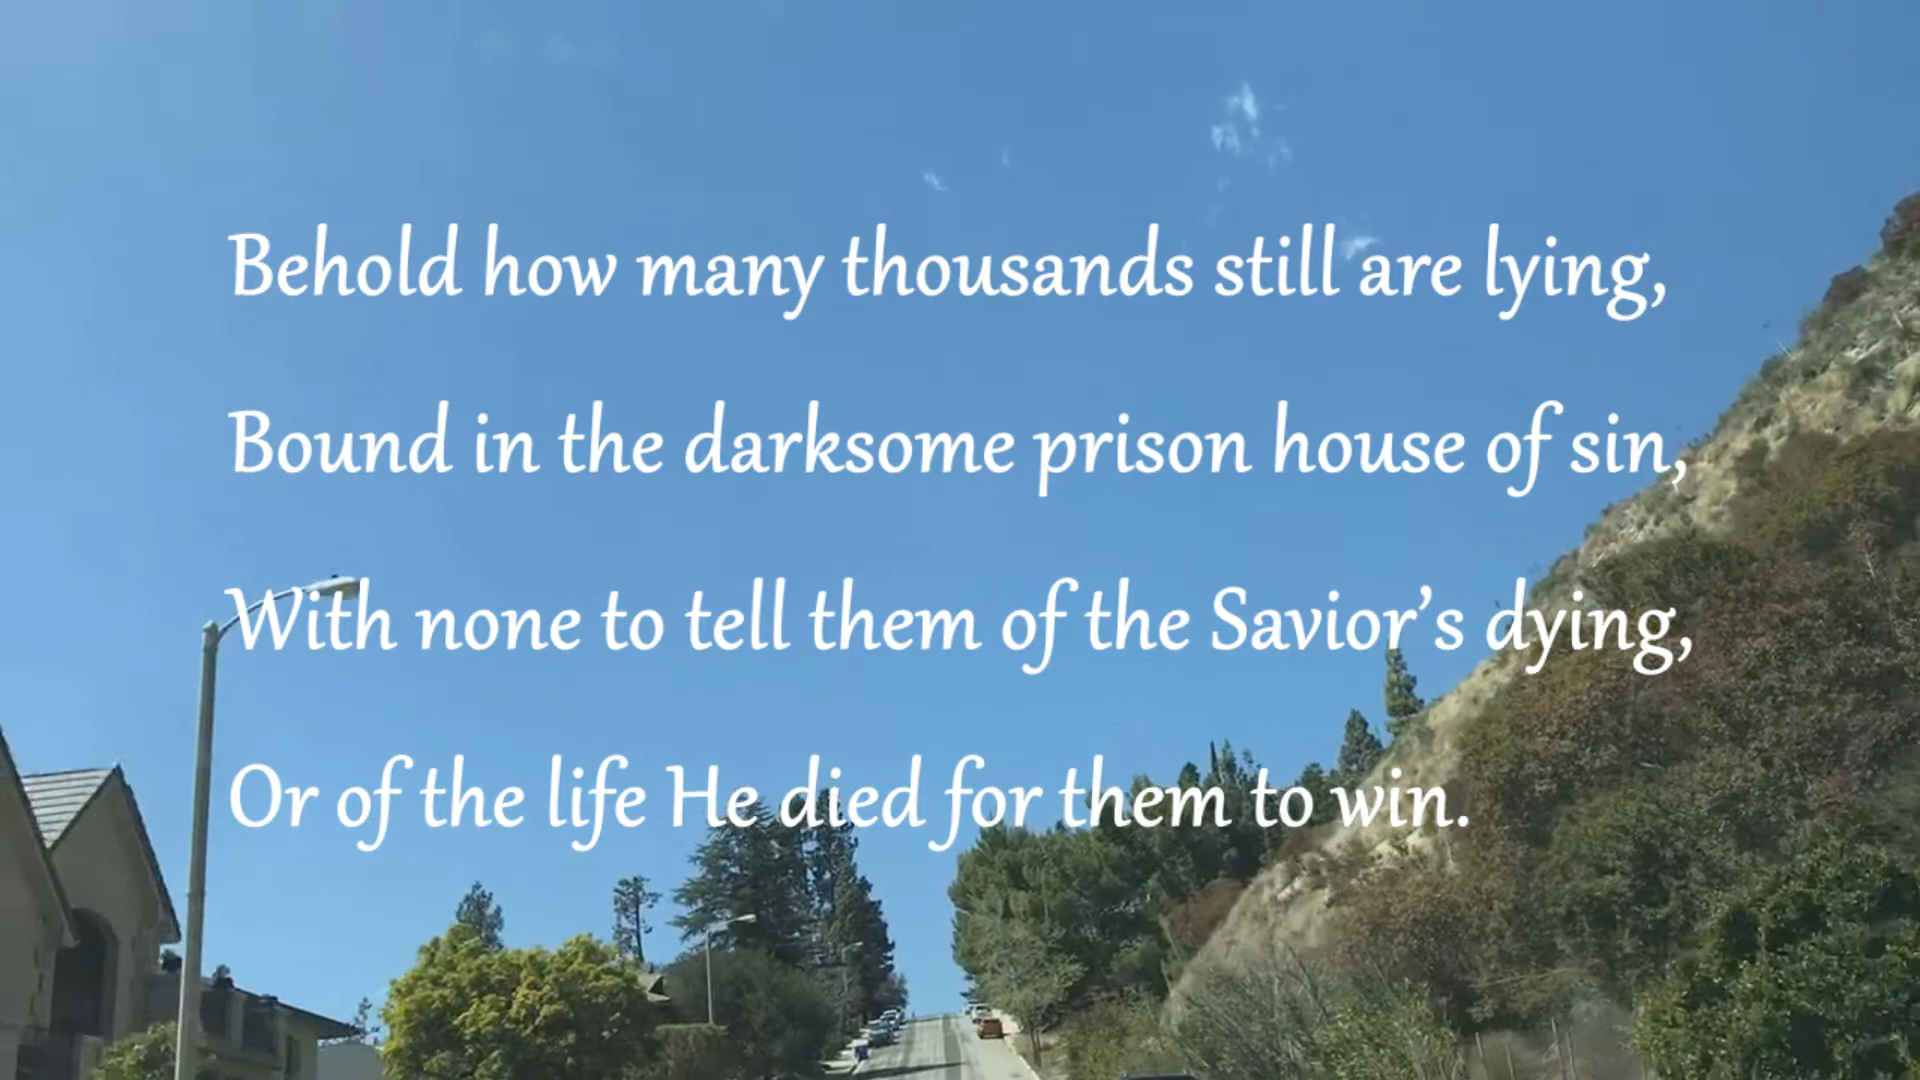 Behold how many thousands still are lying,
Bound in the darksome prison house of sin,
With none to tell them of the Savior’s dying,
Or of the life He died for them to win.